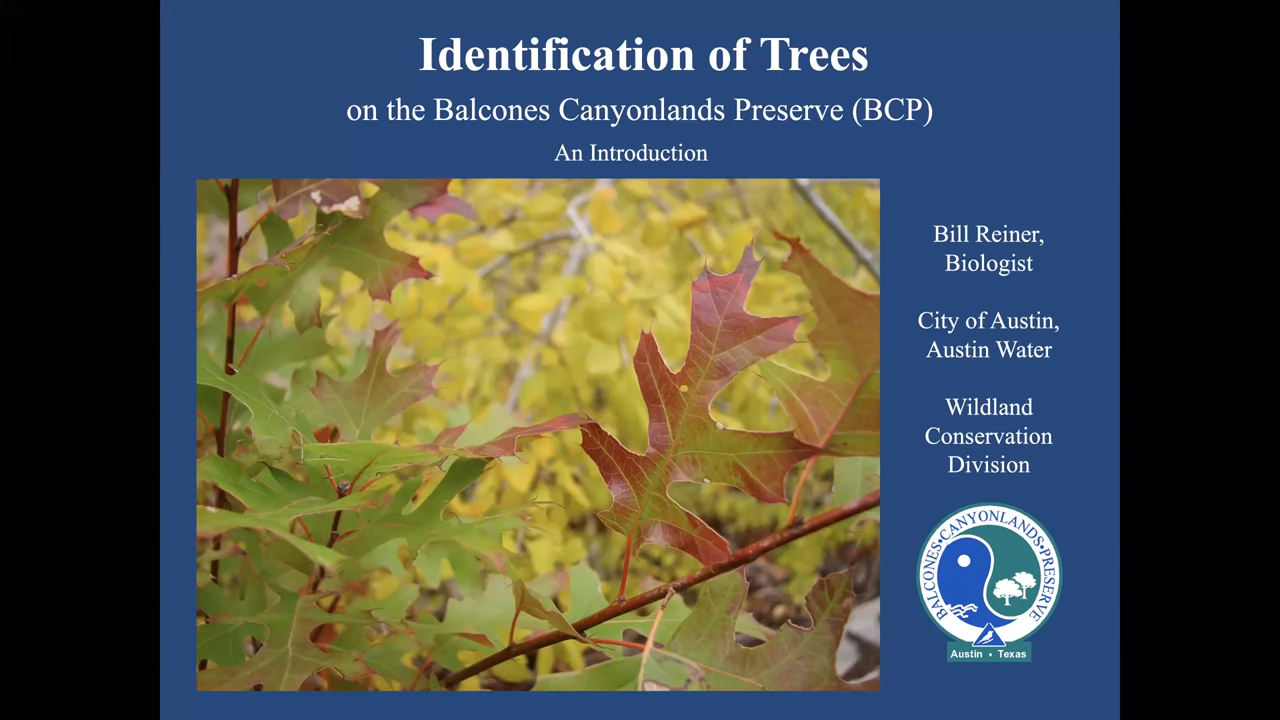 Identification of Trees
on the Balcones Canyonlands Preserve (BCP)
An Introduction
Bill Reiner,
Biologist
City of Austin,
Austin Water
Wildland
Conservation
Division
BALCONES•CANYONLANDS•PRESERVE
Austin • Texas